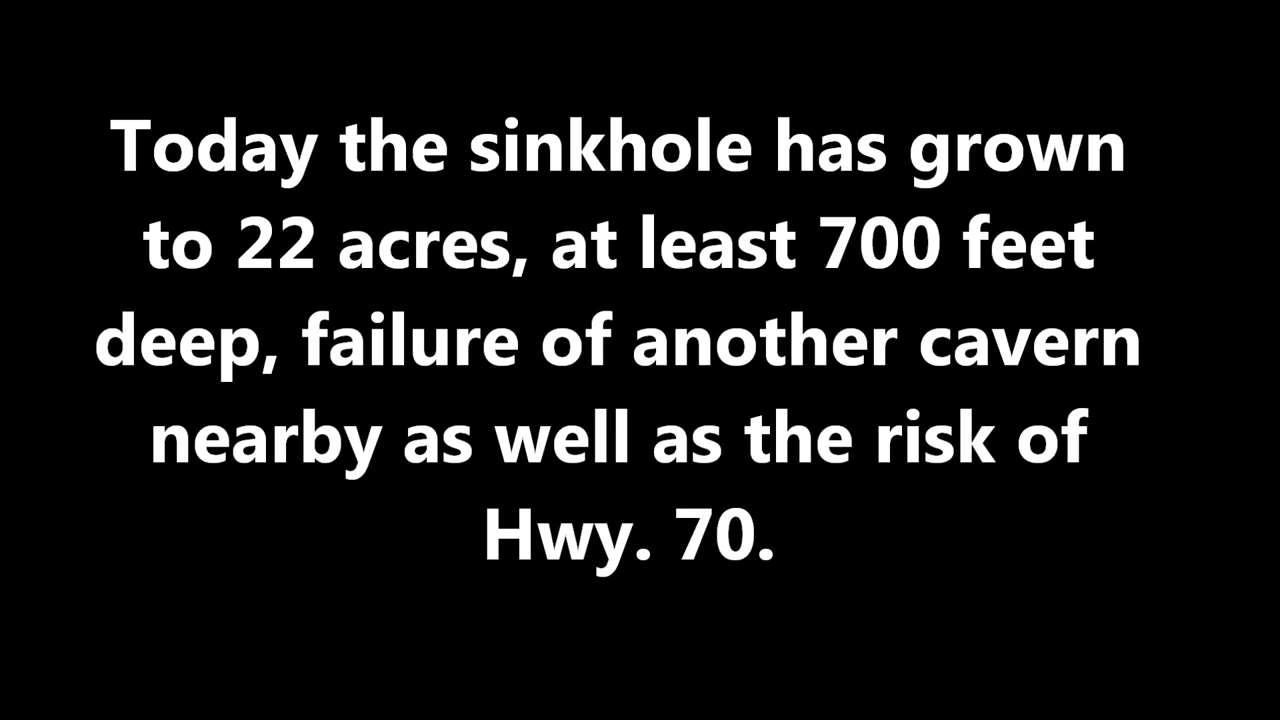 Today the sinkhole has grown
to 22 acres, at least 700 feet
deep, failure of another cavern
nearby as well as the risk of
Hwy. 70.